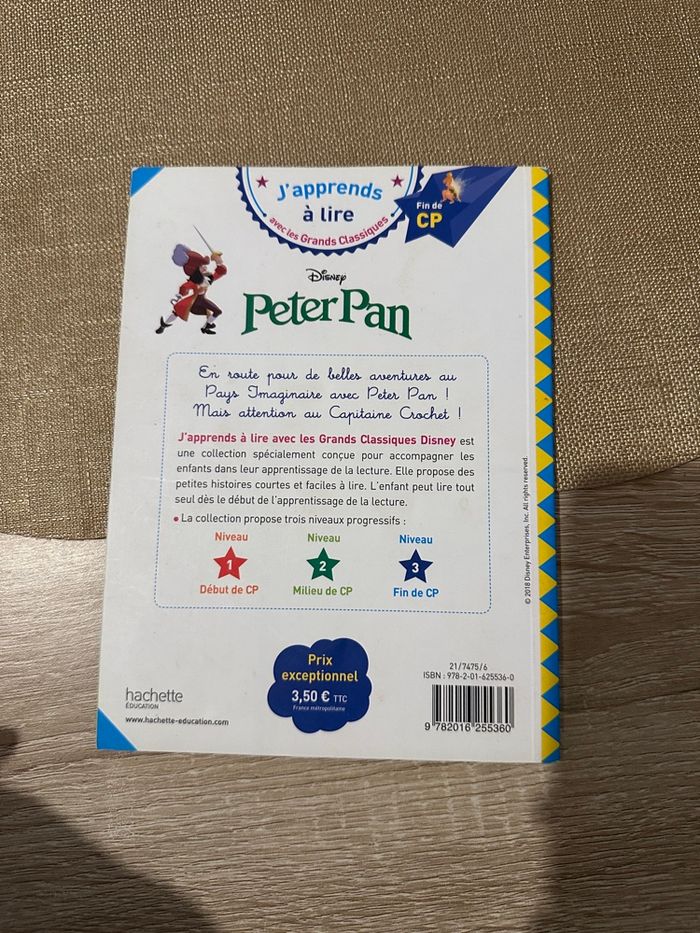 J'apprends
à lire
avec les Grands Classiques
Fin de
CP
Disney
Peter Pan
En route pour de belles aventures au
Pays Imaginaire avec Peter Pan !
Mais attention au Capitaine Crochet !
J'apprends à lire avec les Grands Classiques Disney est
une collection spécialement conçue pour accompagner les
enfants dans leur apprentissage de la lecture. Elle propose des
petites histoires courtes et faciles à lire. L'enfant peut lire tout
seul dès le début de l'apprentissage de la lecture.
• La collection propose trois niveaux progressifs :
Niveau
1
Début de CP
Niveau
2
Milieu de CP
Niveau
3
Fin de CP
© 2018 Disney Enterprises, Inc. All rights reserved.
Prix
exceptionnel
3,50 € TTC
France métropolitaine
hachette
ÉDUCATION
www.hachette-education.com
21/7475/6
ISBN : 978-2-01-625536-0
9 782016 255360